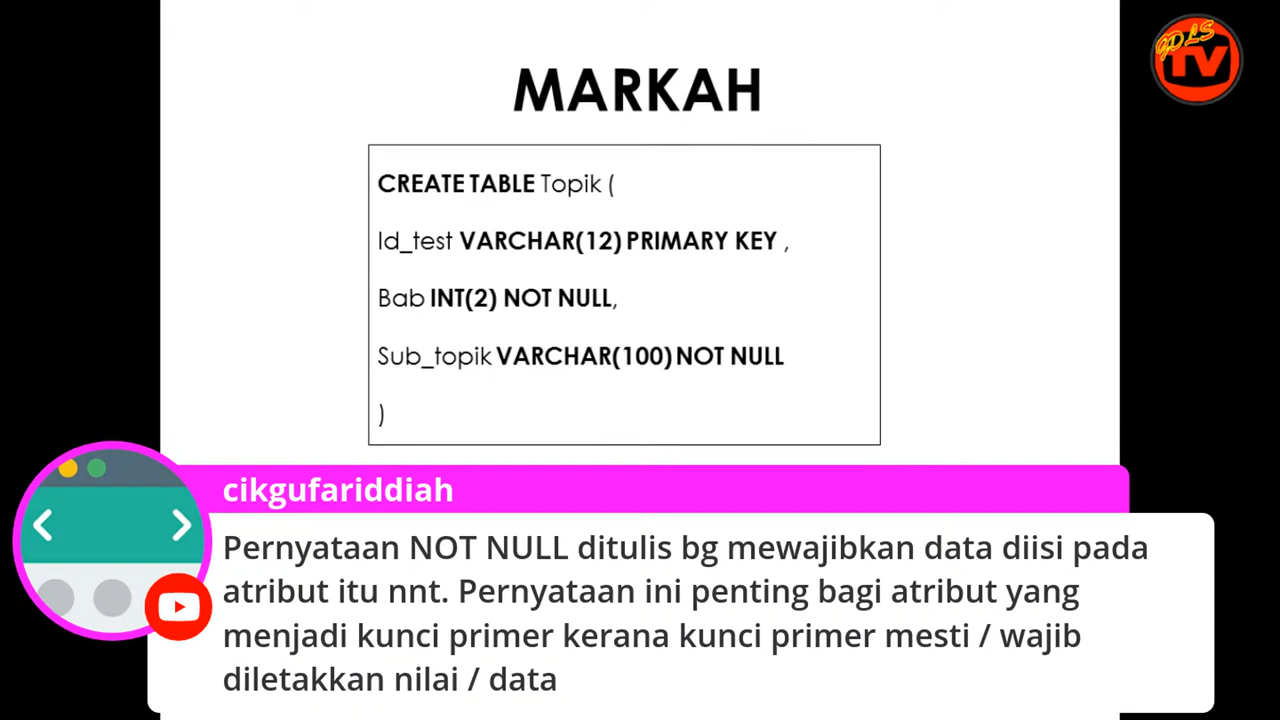 GDLS
TV
MARKAH
CREATE TABLE Topik (
Id_test VARCHAR(12) PRIMARY KEY ,
Bab INT(2) NOT NULL,
Sub_topik VARCHAR(100) NOT NULL
)
cikgufariddiah
Pernyataan NOT NULL ditulis bg mewajibkan data diisi pada
atribut itu nnt. Pernyataan ini penting bagi atribut yang
menjadi kunci primer kerana kunci primer mesti / wajib
diletakkan nilai / data